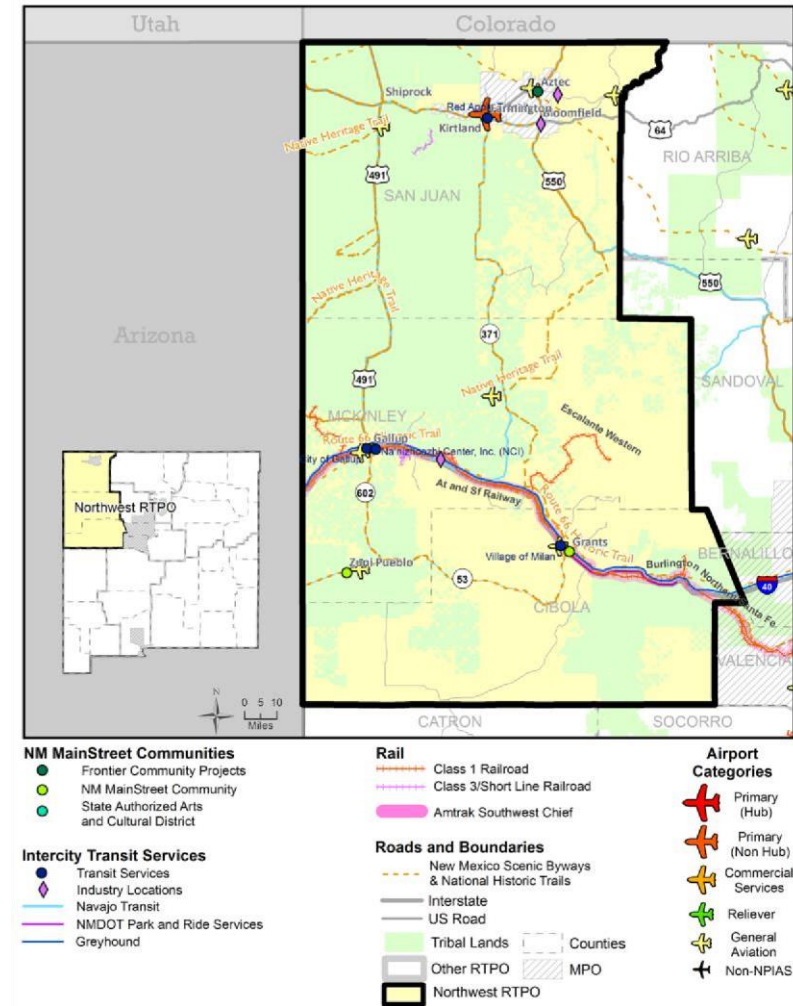 Utah
Colorado
Aztec
Shiprock
Farmington
Bloomfield
Kirtland
Native Heritage Trail
64
RIO ARRIBA
491
550
SAN JUAN
550
Native Heritage Trail
Arizona
371
SANDOVAL
491
Native Heritage Trail
MCKINLEY
Escalante Western
Route 66 Historic Trail
Gallup
Na'nizhoozhi Center, Inc. (NCI)
City of Gallup
At and Sf Railway
Northwest RTPO
602
Route 66 Historic Trail
Grants
Village of Milan
BERNALILLO
Zuni Pueblo
53
Burlington Northern Santa Fe
40
CIBOLA
VALENCIA
N
0 5 10
Miles
CATRON
SOCORRO
NM MainStreet Communities
Frontier Community Projects
NM MainStreet Community
State Authorized Arts
and Cultural District
Intercity Transit Services
Transit Services
Industry Locations
Navajo Transit
NMDOT Park and Ride Services
Greyhound
Rail
Class 1 Railroad
Class 3/Short Line Railroad
Amtrak Southwest Chief
Roads and Boundaries
New Mexico Scenic Byways
& National Historic Trails
Interstate
US Road
Tribal Lands
Counties
Other RTPO
MPO
Northwest RTPO
Airport
Categories
Primary
(Hub)
Primary
(Non Hub)
Commercial
Services
Reliever
General
Aviation
Non-NPIAS